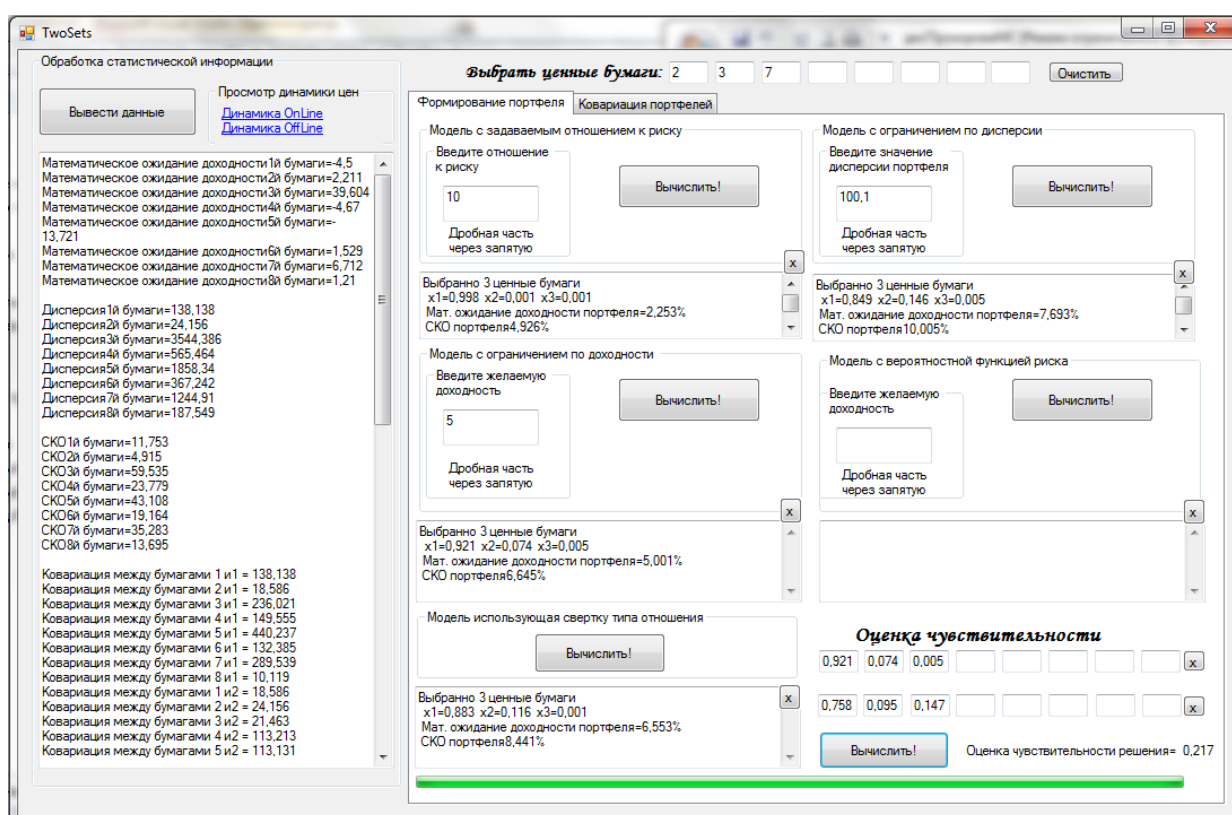 TwoSets
Обработка статистической информации
Вывести данные
Просмотр динамики цен
Динамика OnLine
Динамика OffLine
Математическое ожидание доходности1й бумаги=-4,5
Математическое ожидание доходности2й бумаги=2,211
Математическое ожидание доходности3й бумаги=39,604
Математическое ожидание доходности4й бумаги=-4,67
Математическое ожидание доходности5й бумаги=-
13,721
Математическое ожидание доходности6й бумаги=1,529
Математическое ожидание доходности7й бумаги=6,712
Математическое ожидание доходности8й бумаги=1,21
Дисперсия1й бумаги=138,138
Дисперсия2й бумаги=24,156
Дисперсия3й бумаги=3544,386
Дисперсия4й бумаги=565,464
Дисперсия5й бумаги=1858,34
Дисперсия6й бумаги=367,242
Дисперсия7й бумаги=1244,91
Дисперсия8й бумаги=187,549
СКО1й бумаги=11,753
СКО2й бумаги=4,915
СКО3й бумаги=59,535
СКО4й бумаги=23,779
СКО5й бумаги=43,108
СКО6й бумаги=19,164
СКО7й бумаги=35,283
СКО8й бумаги=13,695
Ковариация между бумагами 1 и1 = 138,138
Ковариация между бумагами 2 и1 = 18,586
Ковариация между бумагами 3 и1 = 236,021
Ковариация между бумагами 4 и1 = 149,555
Ковариация между бумагами 5 и1 = 440,237
Ковариация между бумагами 6 и1 = 132,385
Ковариация между бумагами 7 и1 = 289,539
Ковариация между бумагами 8 и1 = 10,119
Ковариация между бумагами 1 и2 = 18,586
Ковариация между бумагами 2 и2 = 24,156
Ковариация между бумагами 3 и2 = 21,463
Ковариация между бумагами 4 и2 = 113,213
Ковариация между бумагами 5 и2 = 113,131
Выбрать ценные бумаги: 2 3 7 Очистить
Формирование портфеля Ковариация портфелей
Модель с задаваемым отношением к риску
Введите отношение
к риску
10
Дробная часть
через запятую
Вычислить!
x
Выбранно 3 ценные бумаги
x1=0,998 x2=0,001 x3=0,001
Мат. ожидание доходности портфеля=2,253%
СКО портфеля4,926%
Модель с ограничением по дисперсии
Введите значение
дисперсии портфеля
100,1
Дробная часть
через запятую
Вычислить!
x
Выбранно 3 ценные бумаги
x1=0,849 x2=0,146 x3=0,005
Мат. ожидание доходности портфеля=7,693%
СКО портфеля10,005%
Модель с ограничением по доходности
Введите желаемую
доходность
5
Дробная часть
через запятую
Вычислить!
x
Выбранно 3 ценные бумаги
x1=0,921 x2=0,074 x3=0,005
Мат. ожидание доходности портфеля=5,001%
СКО портфеля6,645%
Модель с вероятностной функцией риска
Введите желаемую
доходность
Дробная часть
через запятую
Вычислить!
x
Модель использующая свертку типа отношения
Вычислить!
x
Выбранно 3 ценные бумаги
x1=0,883 x2=0,116 x3=0,001
Мат. ожидание доходности портфеля=6,553%
СКО портфеля8,441%
Оценка чувствительности
0,921 0,074 0,005 x
0,758 0,095 0,147 x
Вычислить! Оценка чувствительности решения= 0,217